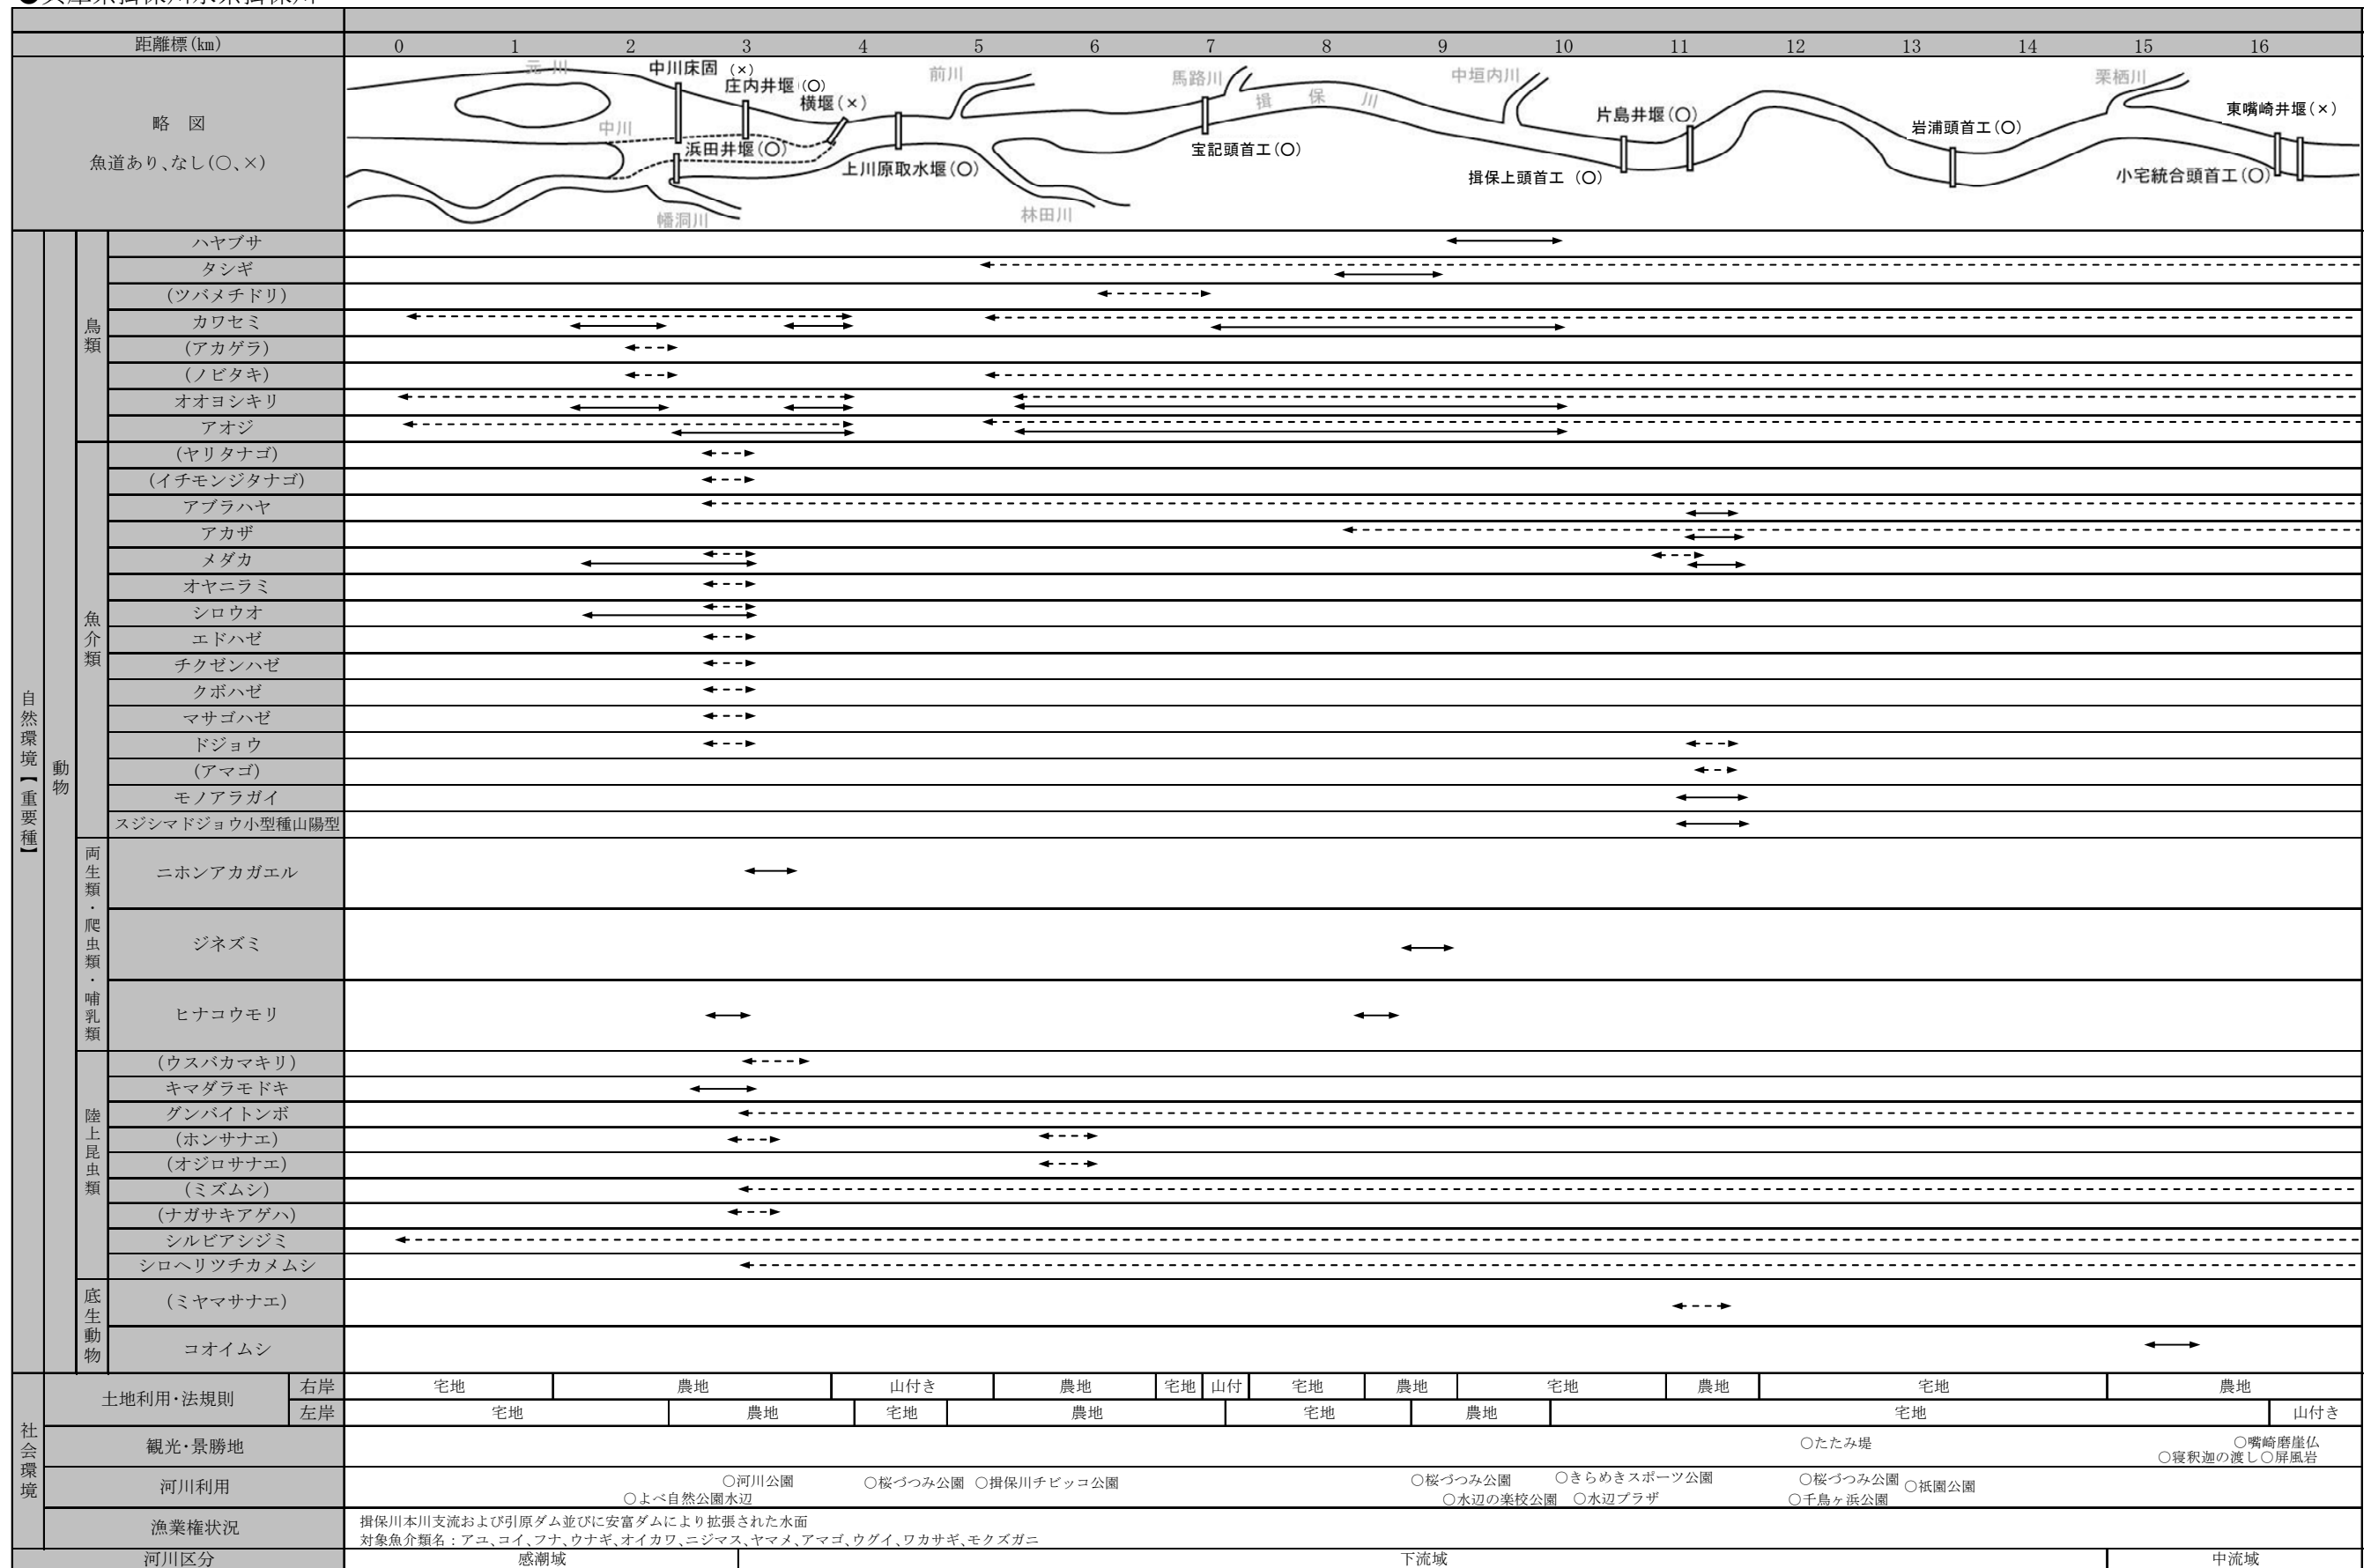 距離標(㎞) 0 1 2 3 4 5 6 7 8 9 10 11 12 13 14 15 16
略 図
魚道あり、なし(○、×)
元 川
中川床固 (×)
庄内井堰(○)
横堰(×)
前川
馬路川
揖 保 川
中垣内川
片島井堰(○)
岩浦頭首工(○)
栗栖川
東嘴崎井堰(×)
中川
浜田井堰(○)
上川原取水堰(○)
宝記頭首工(○)
揖保上頭首工 (○)
小宅統合頭首工(○)
幡洞川
林田川
自然環境【重要種】
動物
鳥類
ハヤブサ
タシギ
(ツバメチドリ)
カワセミ
(アカゲラ)
(ノビタキ)
オオヨシキリ
アオジ
魚介類
(ヤリタナゴ)
(イチモンジタナゴ)
アブラハヤ
アカザ
メダカ
オヤニラミ
シロウオ
エドハゼ
チクゼンハゼ
クボハゼ
マサゴハゼ
ドジョウ
(アマゴ)
モノアラガイ
スジシマドジョウ小型種山陽型
両生類・爬虫類・哺乳類
ニホンアカガエル
ジネズミ
ヒナコウモリ
陸上昆虫類
(ウスバカマキリ)
キマダラモドキ
グンバイトンボ
(ホンサナエ)
(オジロサナエ)
(ミズムシ)
(ナガサキアゲハ)
シルビアシジミ
シロヘリツチカメムシ
底生動物
(ミヤマサナエ)
コオイムシ
社会環境
土地利用・法規則
右岸 宅地 農地 山付き 農地 宅地 山付 宅地 農地 宅地 農地 宅地 農地
左岸 宅地 農地 宅地 農地 宅地 農地 宅地 山付き
観光・景勝地
○たたみ堤 ○嘴崎磨崖仏
○寝釈迦の渡し○屏風岩
河川利用
○河川公園 ○桜づつみ公園 ○揖保川チビッコ公園 ○桜づつみ公園 ○きらめきスポーツ公園 ○桜づつみ公園 ○祇園公園
○よべ自然公園水辺 ○水辺の楽校公園 ○水辺プラザ ○千鳥ヶ浜公園
漁業権状況
揖保川本川支流および引原ダム並びに安富ダムにより拡張された水面
対象魚介類名：アユ、コイ、フナ、ウナギ、オイカワ、ニジマス、ヤマメ、アマゴ、ウグイ、ワカサギ、モクズガニ
河川区分 感潮域 下流域 中流域